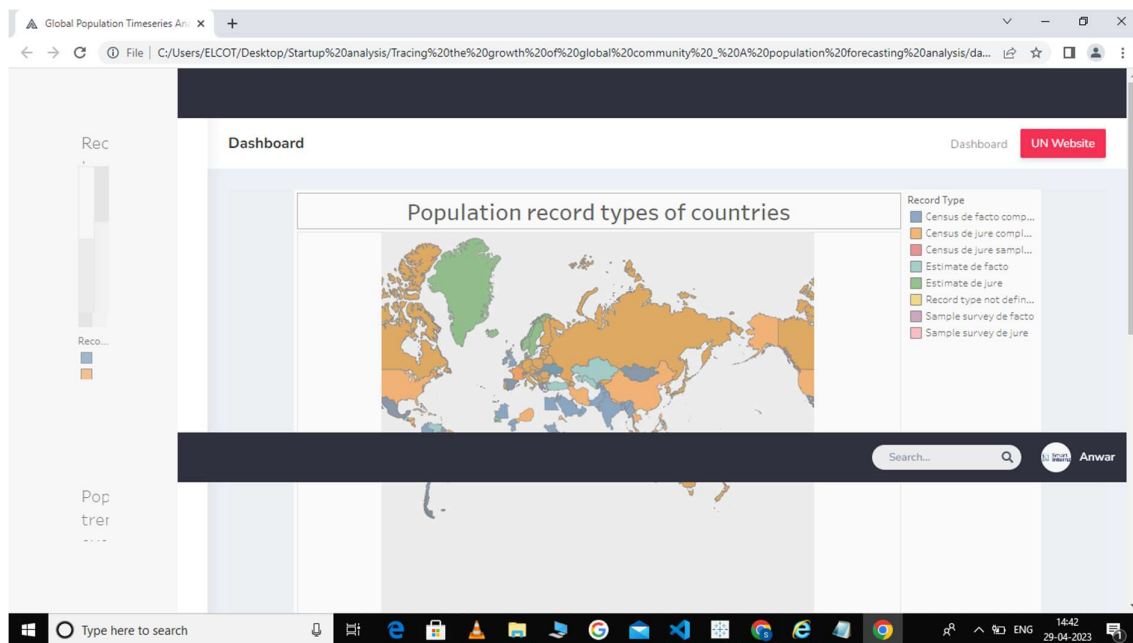 Global Population Timeseries An
File | C:/Users/ELCOT/Desktop/Startup%20analysis/Tracing%20the%20growth%20of%20global%20community%20_%20A%20population%20forecasting%20analysis/da...
Dashboard
Dashboard
UN Website
Rec
Population record types of countries
Record Type
Census de facto comp...
Census de jure compl...
Census de jure sampl...
Estimate de facto
Estimate de jure
Record type not defin...
Sample survey de facto
Sample survey de jure
Reco...
Search...
Anwar
Pop
trer
Type here to search
ENG
14:42
29-04-2023
1